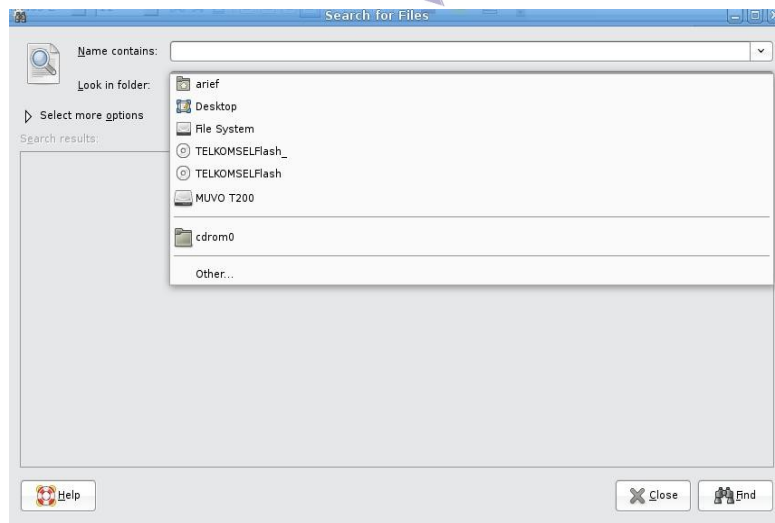 Search for Files
Name contains:
Look in folder:
arief
Desktop
File System
TELKOMSELFlash_
TELKOMSELFlash
MUVO T200
cdrom0
Other...
Select more options
Search results:
Help
Close
Find